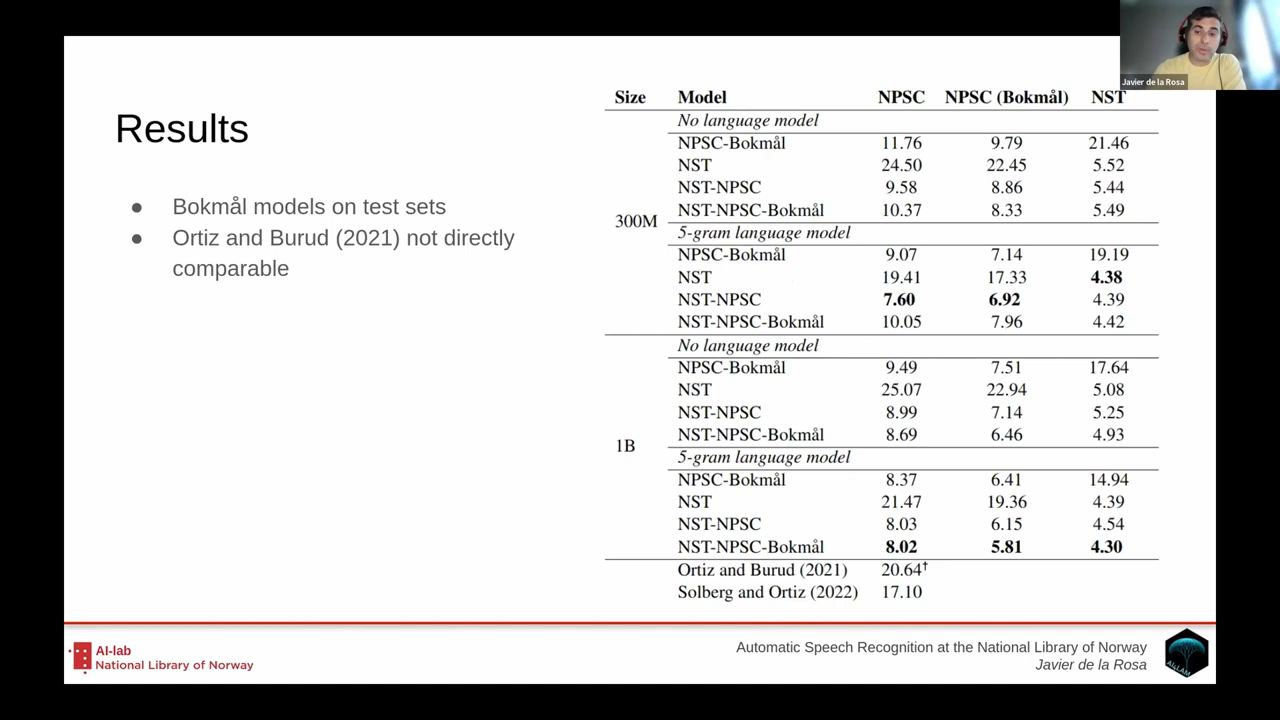 Javier de la Rosa
Results
● Bokmål models on test sets
● Ortiz and Burud (2021) not directly
comparable
Size Model NPSC NPSC (Bokmål) NST
No language model
NPSC-Bokmål 11.76 9.79 21.46
NST 24.50 22.45 5.52
NST-NPSC 9.58 8.86 5.44
NST-NPSC-Bokmål 10.37 8.33 5.49
300M
5-gram language model
NPSC-Bokmål 9.07 7.14 19.19
NST 19.41 17.33 4.38
NST-NPSC 7.60 6.92 4.39
NST-NPSC-Bokmål 10.05 7.96 4.42
No language model
NPSC-Bokmål 9.49 7.51 17.64
NST 25.07 22.94 5.08
NST-NPSC 8.99 7.14 5.25
NST-NPSC-Bokmål 8.69 6.46 4.93
1B
5-gram language model
NPSC-Bokmål 8.37 6.41 14.94
NST 21.47 19.36 4.39
NST-NPSC 8.03 6.15 4.54
NST-NPSC-Bokmål 8.02 5.81 4.30
Ortiz and Burud (2021) 20.64†
Solberg and Ortiz (2022) 17.10
AI-lab
National Library of Norway
Automatic Speech Recognition at the National Library of Norway
Javier de la Rosa